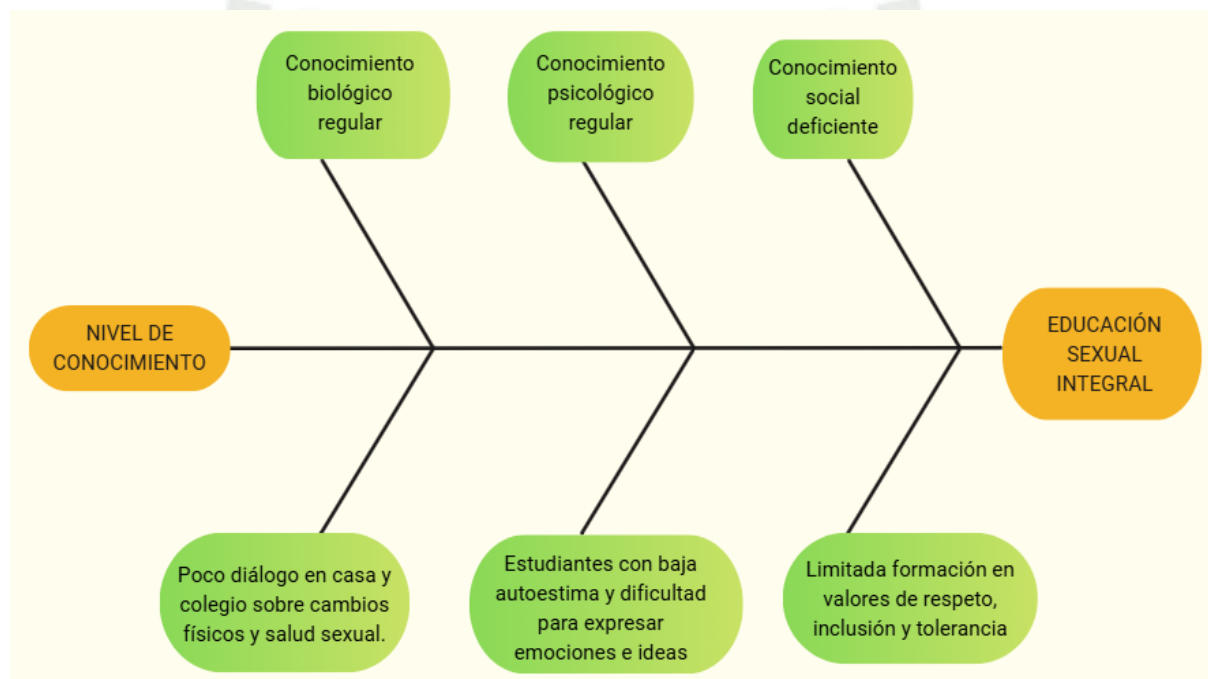 Conocimiento
biológico
regular
Conocimiento
psicológico
regular
Conocimiento
social
deficiente
NIVEL DE
CONOCIMIENTO
EDUCACIÓN
SEXUAL
INTEGRAL
Poco diálogo en casa y
colegio sobre cambios
físicos y salud sexual.
Estudiantes con baja
autoestima y dificultad
para expresar
emociones e ideas
Limitada formación en
valores de respeto,
inclusión y tolerancia